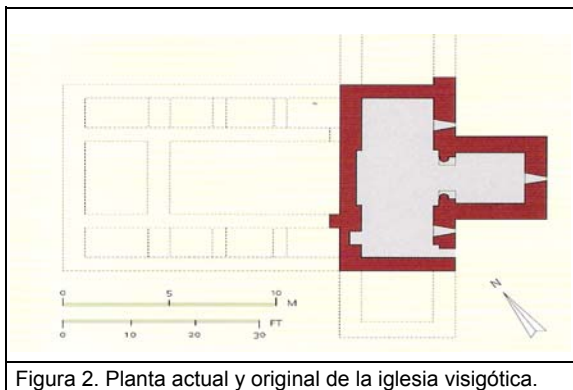 N
0 5 10 M
0 10 20 30 FT
Figura 2. Planta actual y original de la iglesia visigótica.